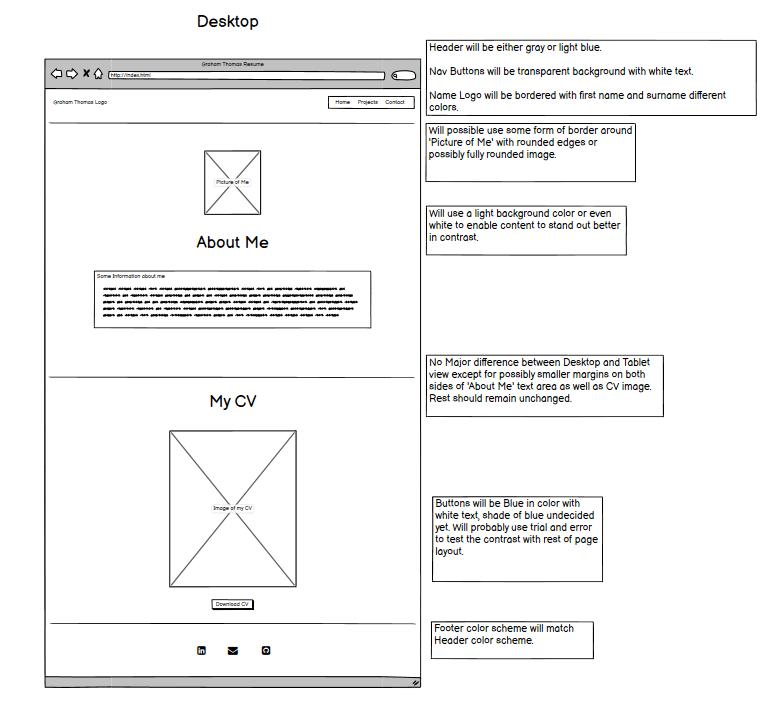 Desktop
Graham Thomas Resume
http://index.html
Graham Thomas Logo
Home Projects Contact
Picture of Me
About Me
Some Information about me
My CV
Image of my CV
Download CV
Header will be either gray or light blue.
Nav Buttons will be transparent background with white text.
Name Logo will be bordered with first name and surname different
colors.
Will possible use some form of border around
'Picture of Me' with rounded edges or
possibly fully rounded image.
Will use a light background color or even
white to enable content to stand out better
in contrast.
No Major difference between Desktop and Tablet
view except for possibly smaller margins on both
sides of 'About Me' text area as well as CV image.
Rest should remain unchanged.
Buttons will be Blue in color with
white text, shade of blue undecided
yet. Will probably use trial and error
to test the contrast with rest of page
layout.
Footer color scheme will match
Header color scheme.